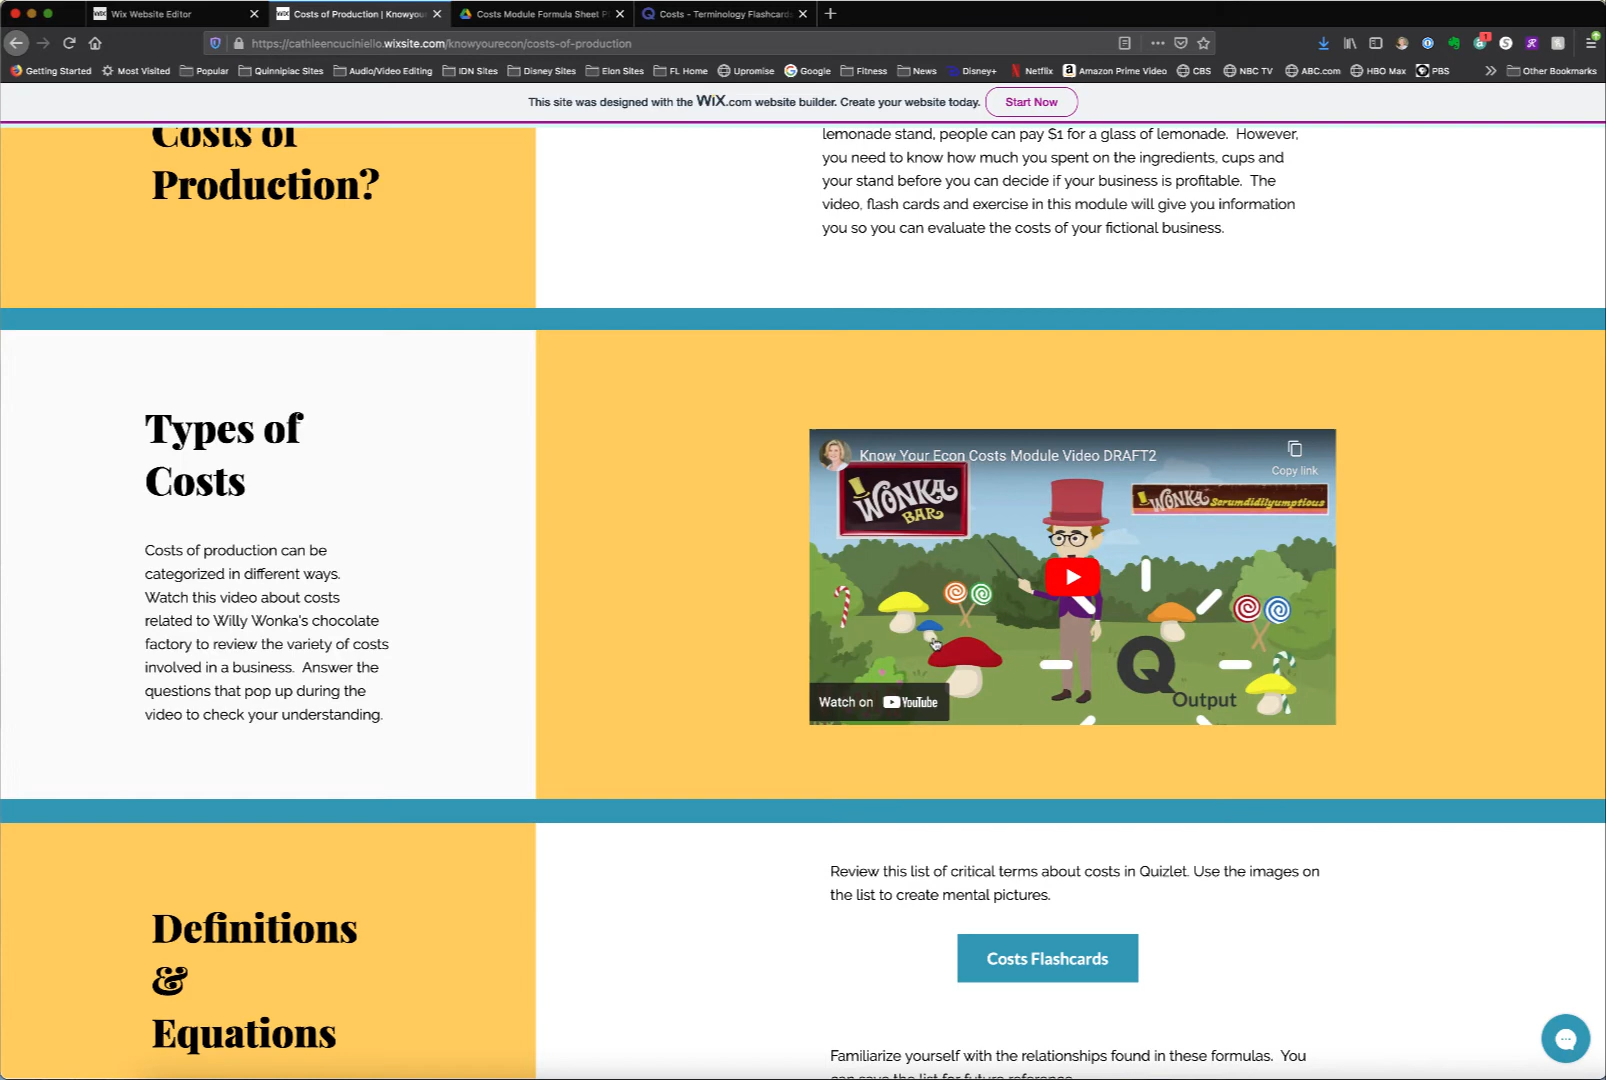 Wix Website Editor
Costs of Production | Knowyour
Costs Module Formula Sheet P
Costs - Terminology Flashcards
https://cathleencuciniello.wixsite.com/knowyourecon/costs-of-production
1
Getting Started
Most Visited
Popular
Quinnipiac Sites
Audio/Video Editing
IDN Sites
Disney Sites
Elon Sites
FL Home
Upromise
Google
Fitness
News
Disney+
Netflix
Amazon Prime Video
CBS
NBC TV
ABC.com
HBO Max
PBS
Other Bookmarks
This site was designed with the WiX.com website builder. Create your website today.
Start Now
Costs of
Production?
lemonade stand, people can pay $1 for a glass of lemonade. However,
you need to know how much you spent on the ingredients, cups and
your stand before you can decide if your business is profitable. The
video, flash cards and exercise in this module will give you information
you so you can evaluate the costs of your fictional business.
Types of
Costs
Costs of production can be
categorized in different ways.
Watch this video about costs
related to Willy Wonka's chocolate
factory to review the variety of costs
involved in a business. Answer the
questions that pop up during the
video to check your understanding.
Know Your Econ Costs Module Video DRAFT2
Copy link
WONKA
BAR
WONKA Scrumdidilyumptious
Q
Output
Watch on YouTube
Definitions
&
Equations
Review this list of critical terms about costs in Quizlet. Use the images on
the list to create mental pictures.
Costs Flashcards
Familiarize yourself with the relationships found in these formulas. You
can save the list for future reference.